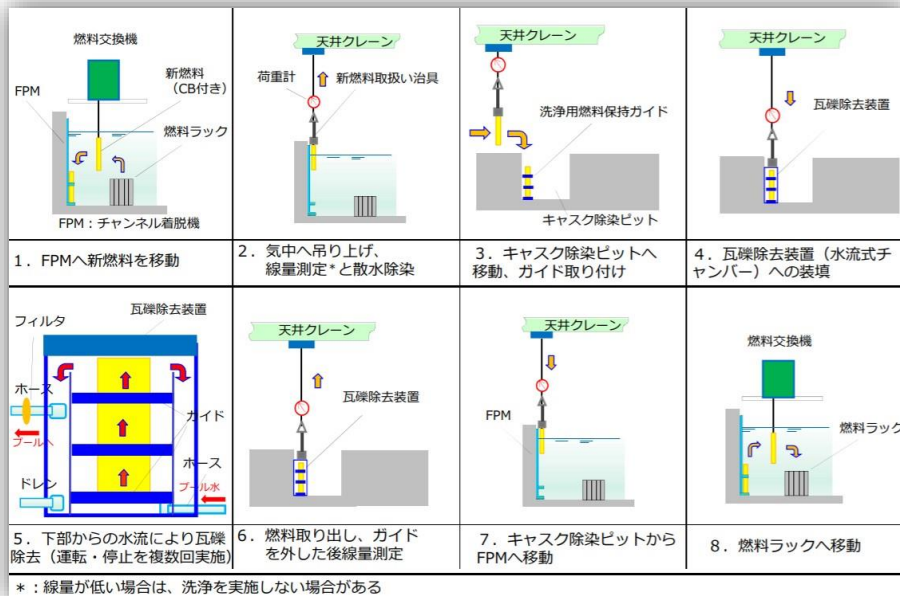 燃料交換機
新燃料
（CB付き）
FPM
燃料ラック
FPM：チャンネル着脱機
1．FPMへ新燃料を移動
天井クレーン
荷重計
新燃料取扱い治具
2．気中へ吊り上げ、
線量測定*と散水除染
天井クレーン
洗浄用燃料保持ガイド
キャスク除染ピット
3．キャスク除染ピットへ
移動、ガイド取り付け
天井クレーン
瓦礫除去装置
4．瓦礫除去装置（水流式チ
ャンバー）への装填
瓦礫除去装置
フィルタ
ホース
ガイド
プールへ
ホース
ドレン
プール水
5．下部からの水流により瓦礫
除去（運転・停止を複数回実施）
天井クレーン
瓦礫除去装置
6．燃料取り出し、ガイド
を外した後線量測定
天井クレーン
FPM
7．キャスク除染ピットから
FPMへ移動
燃料交換機
燃料ラック
8．燃料ラックへ移動
*：線量が低い場合は、洗浄を実施しない場合がある